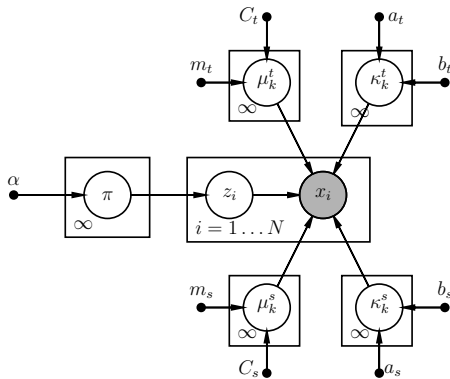 C_t
a_t
m_t
μ_k^t
κ_k^t
b_t
∞
∞
α
π
z_i
x_i
∞
i = 1 … N
m_s
μ_k^s
κ_k^s
b_s
∞
∞
C_s
a_s